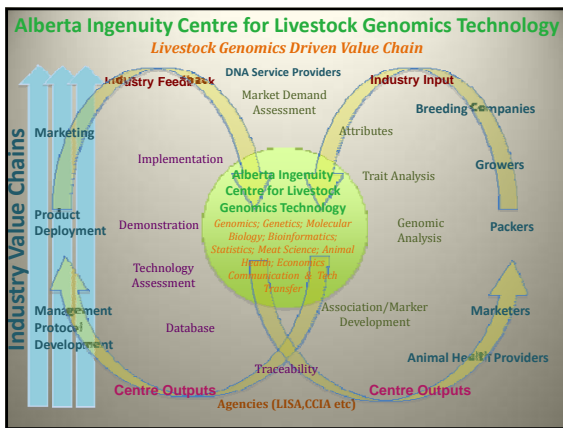 Alberta Ingenuity Centre for Livestock Genomics Technology
Livestock Genomics Driven Value Chain
DNA Service Providers
Industry Feedback
Industry Input
Market Demand
Assessment
Breeding Companies
Marketing
Attributes
Implementation
Trait Analysis
Growers
Industry Value Chains
Alberta Ingenuity
Centre for Livestock
Genomics Technology
Genomics; Genetics; Molecular
Biology; Bioinformatics;
Statistics; Meat Science; Animal
Health; Economics
Communication & Tech
Transfer
Product
Deployment
Demonstration
Genomic
Analysis
Packers
Technology
Assessment
Management
Protocol
Development
Database
Association/Marker
Development
Marketers
Traceability
Animal Health Providers
Centre Outputs
Centre Outputs
Agencies (LISA,CCIA etc)